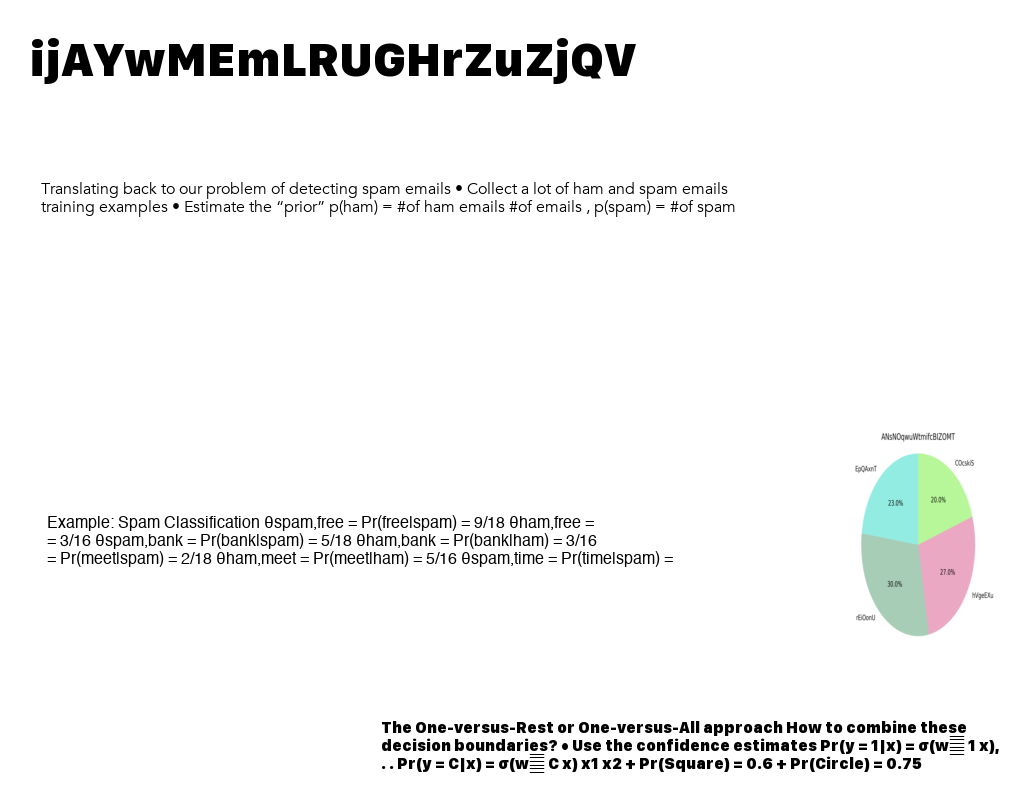 ijAYwMEmLRUGHrZuZjQV
Translating back to our problem of detecting spam emails • Collect a lot of ham and spam emails
training examples • Estimate the “prior” p(ham) = #of ham emails #of emails , p(spam) = #of spam
ANsNOqwuWtmifcBIZOMT
EpQAxnT
COcskiS
23.0%
20.0%
27.0%
30.0%
hVgeEXu
rEiOonU
Example: Spam Classification θspam,free = Pr(free|spam) = 9/18 θham,free =
= 3/16 θspam,bank = Pr(bank|spam) = 5/18 θham,bank = Pr(bank|ham) = 3/16
= Pr(meet|spam) = 2/18 θham,meet = Pr(meet|ham) = 5/16 θspam,time = Pr(time|spam) =
The One-versus-Rest or One-versus-All approach How to combine these
decision boundaries? • Use the confidence estimates Pr(y = 1|x) = σ(w 1 x),
. . Pr(y = C|x) = σ(w C x) x1 x2 + Pr(Square) = 0.6 + Pr(Circle) = 0.75